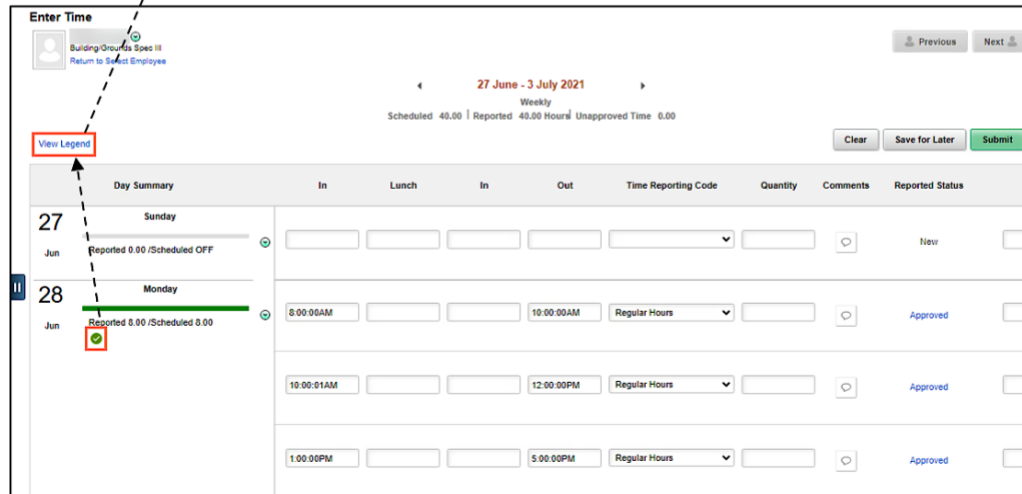 Enter Time
Building/Grounds Spec III
Return to Select Employee
Previous
Next
27 June - 3 July 2021
Weekly
Scheduled 40.00 | Reported 40.00 Hours| Unapproved Time 0.00
View Legend
Clear
Save for Later
Submit
Day Summary In Lunch In Out Time Reporting Code Quantity Comments Reported Status
27 Sunday
Jun Reported 0.00 /Scheduled OFF New
28 Monday
Jun Reported 8.00 /Scheduled 8.00 8:00:00AM 10:00:00AM Regular Hours Approved
10:00:01AM 12:00:00PM Regular Hours Approved
1:00:00PM 5:00:00PM Regular Hours Approved